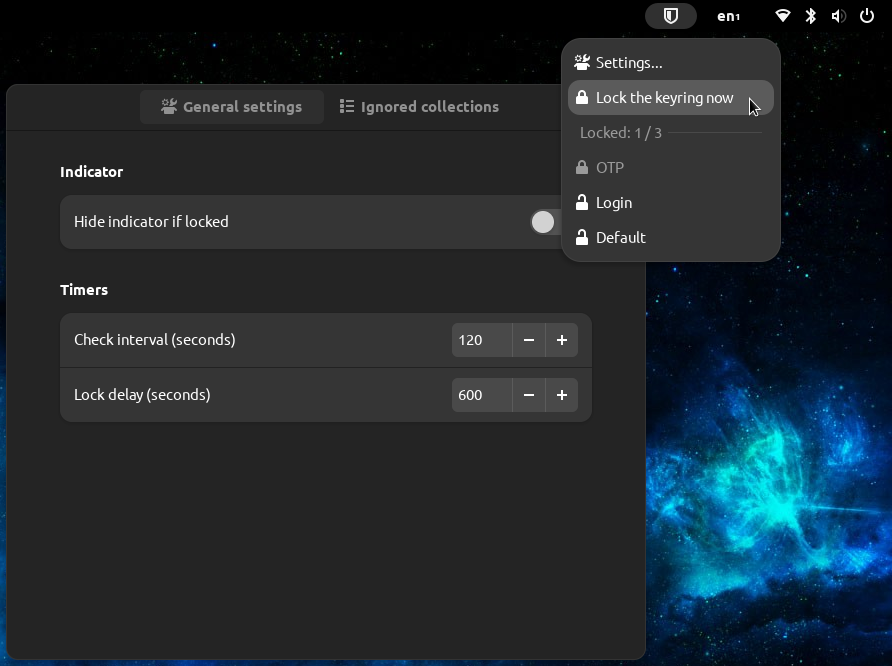 en₁
Settings...
Lock the keyring now
Locked: 1 / 3
OTP
Login
Default
General settings
Ignored collections
Indicator
Hide indicator if locked
Timers
Check interval (seconds)
120
Lock delay (seconds)
600